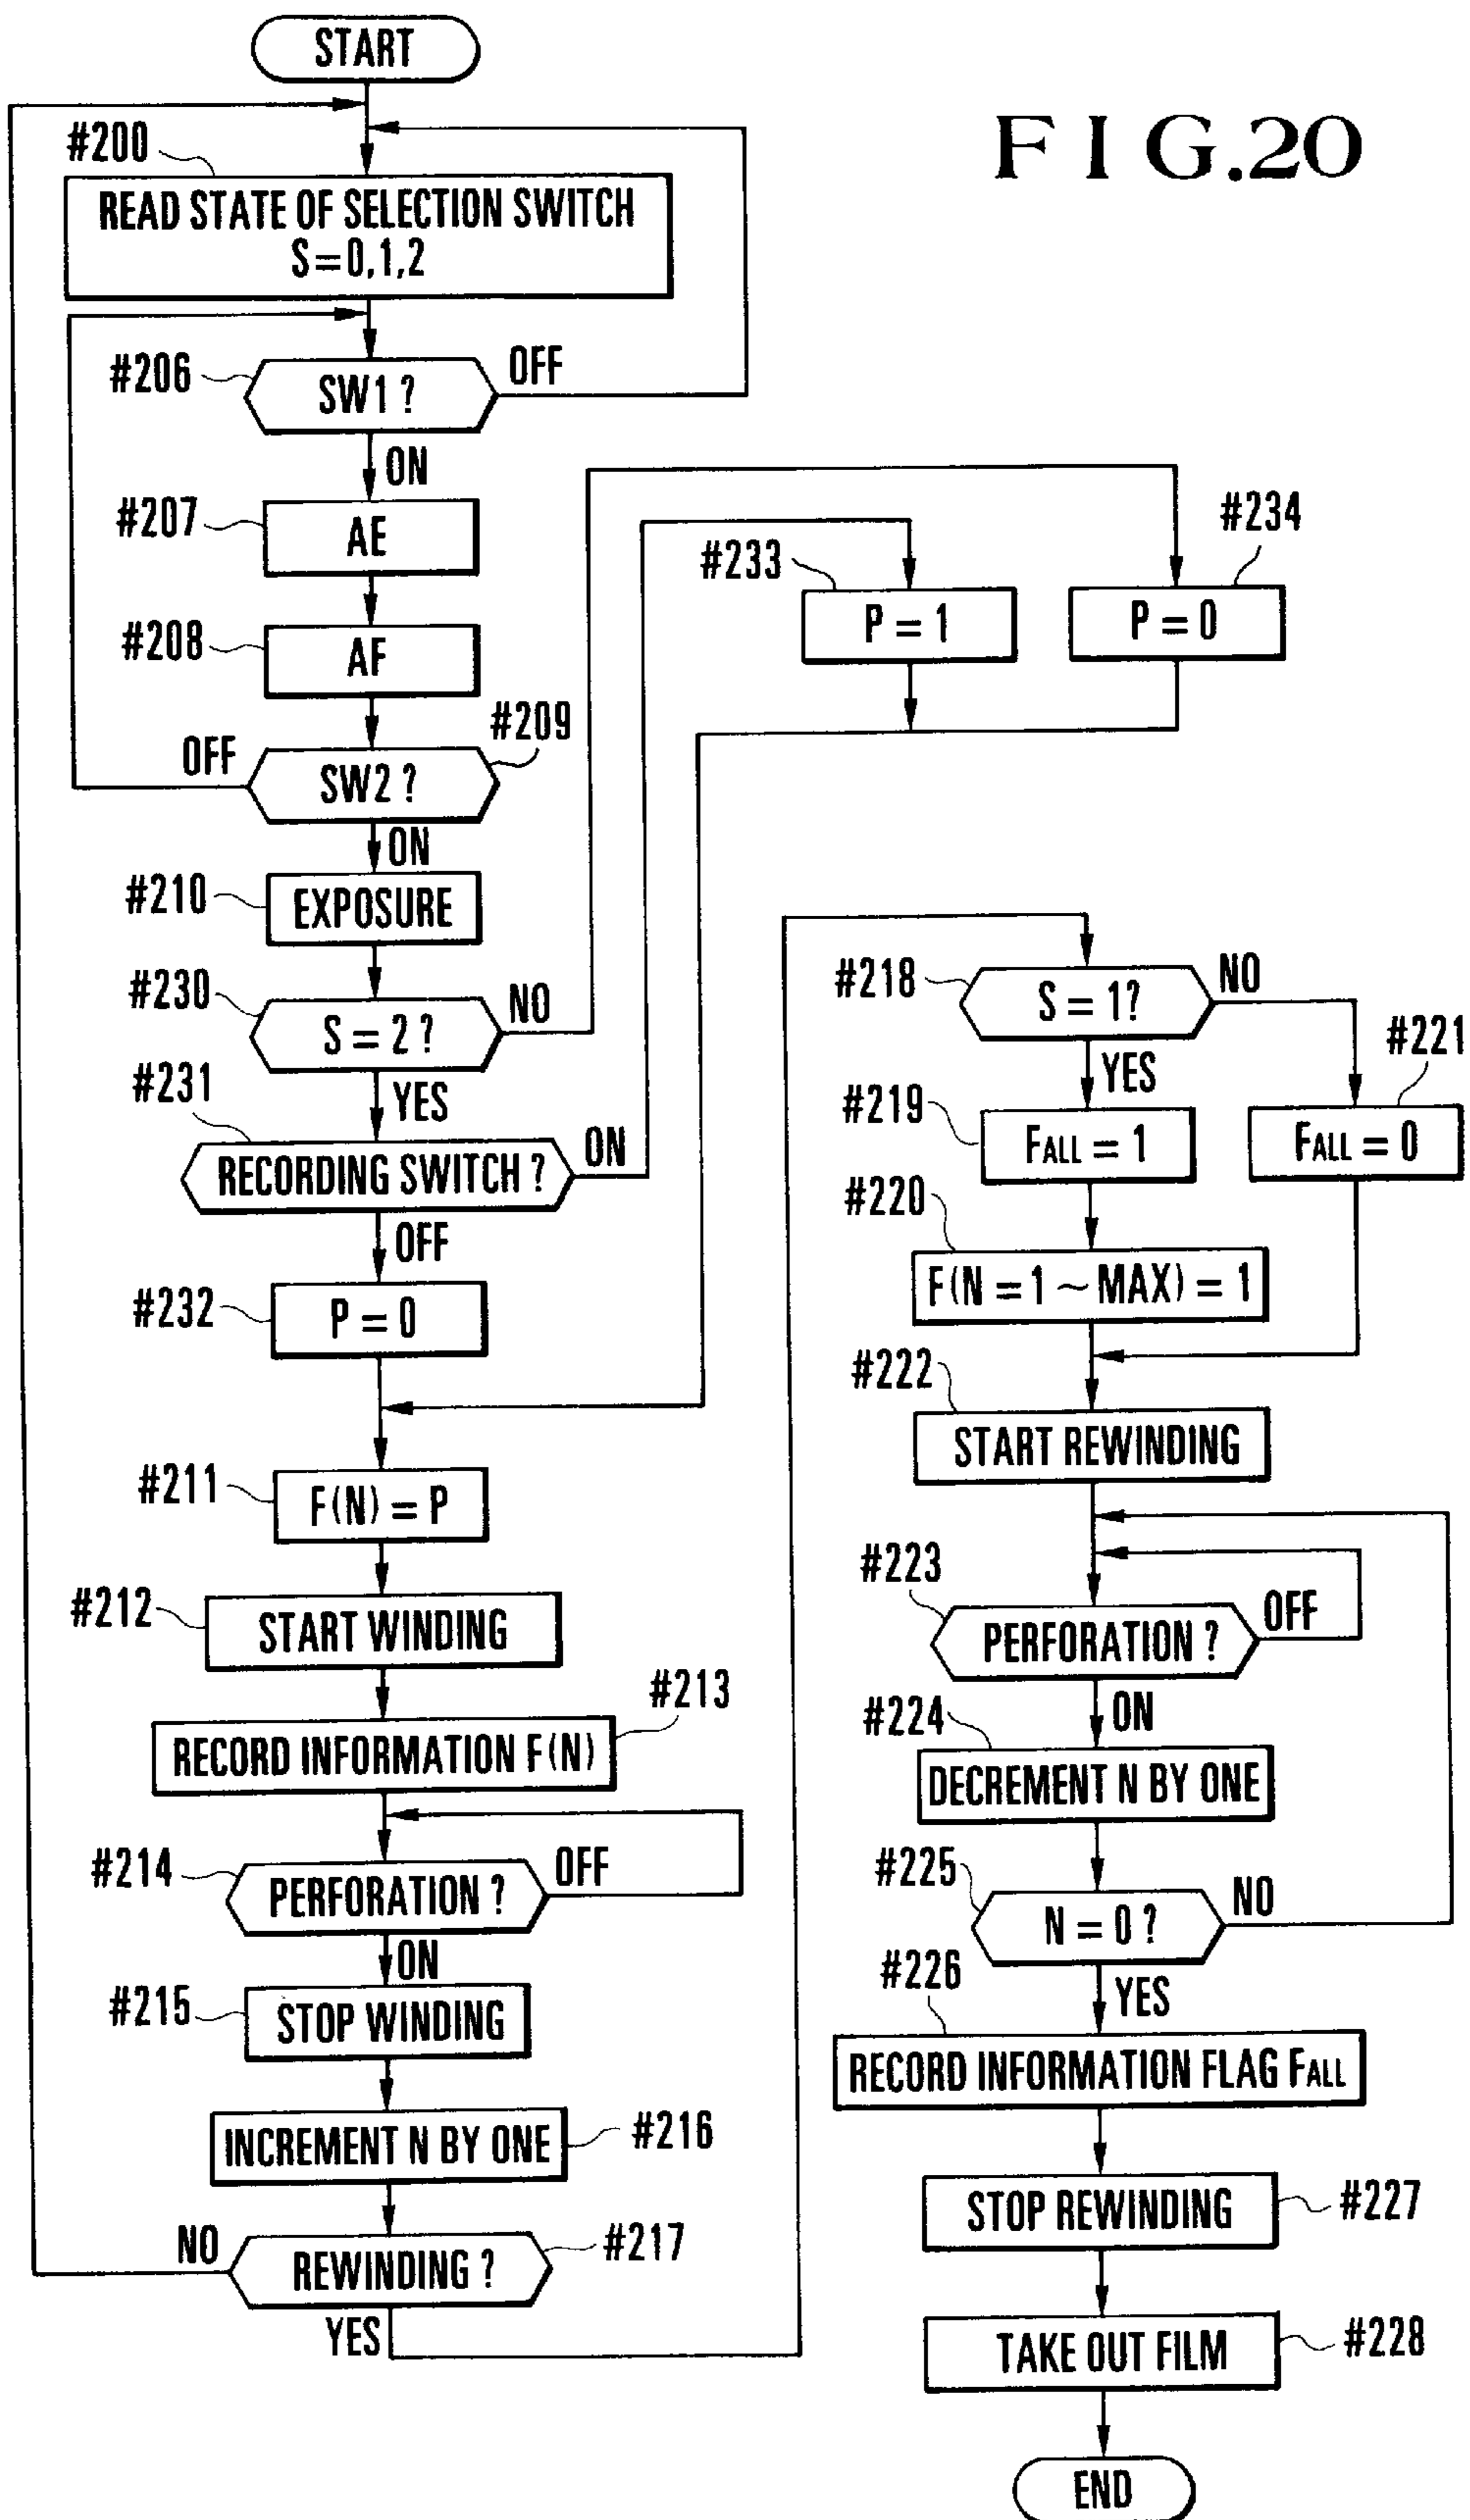 START
F I G.20
#200
READ STATE OF SELECTION SWITCH
S=0,1,2
#206
SW1 ?
OFF
ON
#207
AE
#208
AF
#209
OFF
SW2 ?
ON
#210
EXPOSURE
#230
S = 2 ?
NO
YES
#231
RECORDING SWITCH ?
ON
OFF
#232
P = 0
#233
P = 1
#234
P = 0
#211
F(N) = P
#212
START WINDING
#213
RECORD INFORMATION F(N)
#214
PERFORATION ?
OFF
ON
#215
STOP WINDING
INCREMENT N BY ONE
#216
NO
REWINDING ?
#217
YES
#218
S = 1?
NO
YES
#219
FALL = 1
#221
FALL = 0
#220
F(N = 1 ~ MAX) = 1
#222
START REWINDING
#223
PERFORATION ?
OFF
ON
#224
DECREMENT N BY ONE
#225
N = 0 ?
NO
YES
#226
RECORD INFORMATION FLAG FALL
STOP REWINDING
#227
TAKE OUT FILM
#228
END